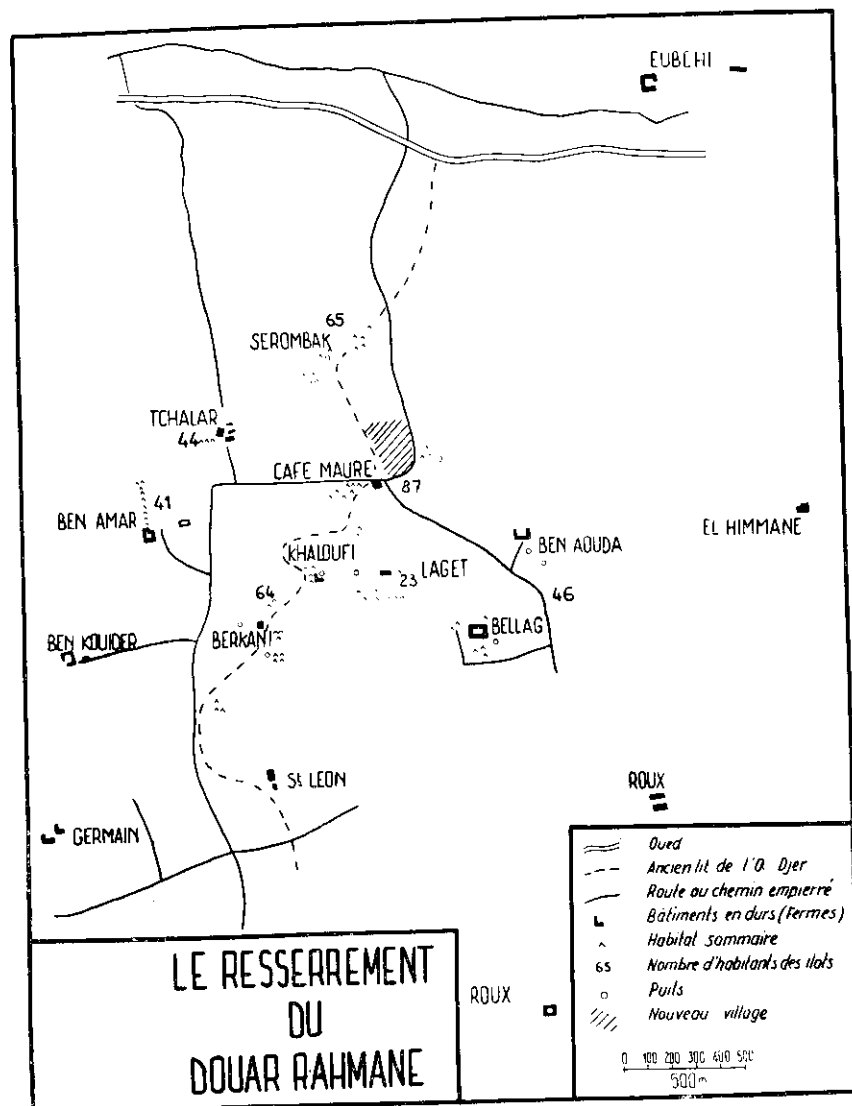 EUBCHI
65
SEROMBAK
TCHALAR
44
CAFE MAURE
87
41
BEN AMAR
EL HIMMANE
BEN AOUDA
KHALOUFI
LAGET
23
46
64
BERKANI
BELLAG
BEN KOUIDER
St LEON
ROUX
GERMAIN
Oued
Ancien lit de l'O. Djer
Route ou chemin empierré
Bâtiments en durs (Fermes)
Habitat sommaire
65 Nombre d'habitants des ilots
Puits
Nouveau village
0 100 200 300 400 500
500 m
ROUX
LE RESSERREMENT
DU
DOUAR RAHMANE